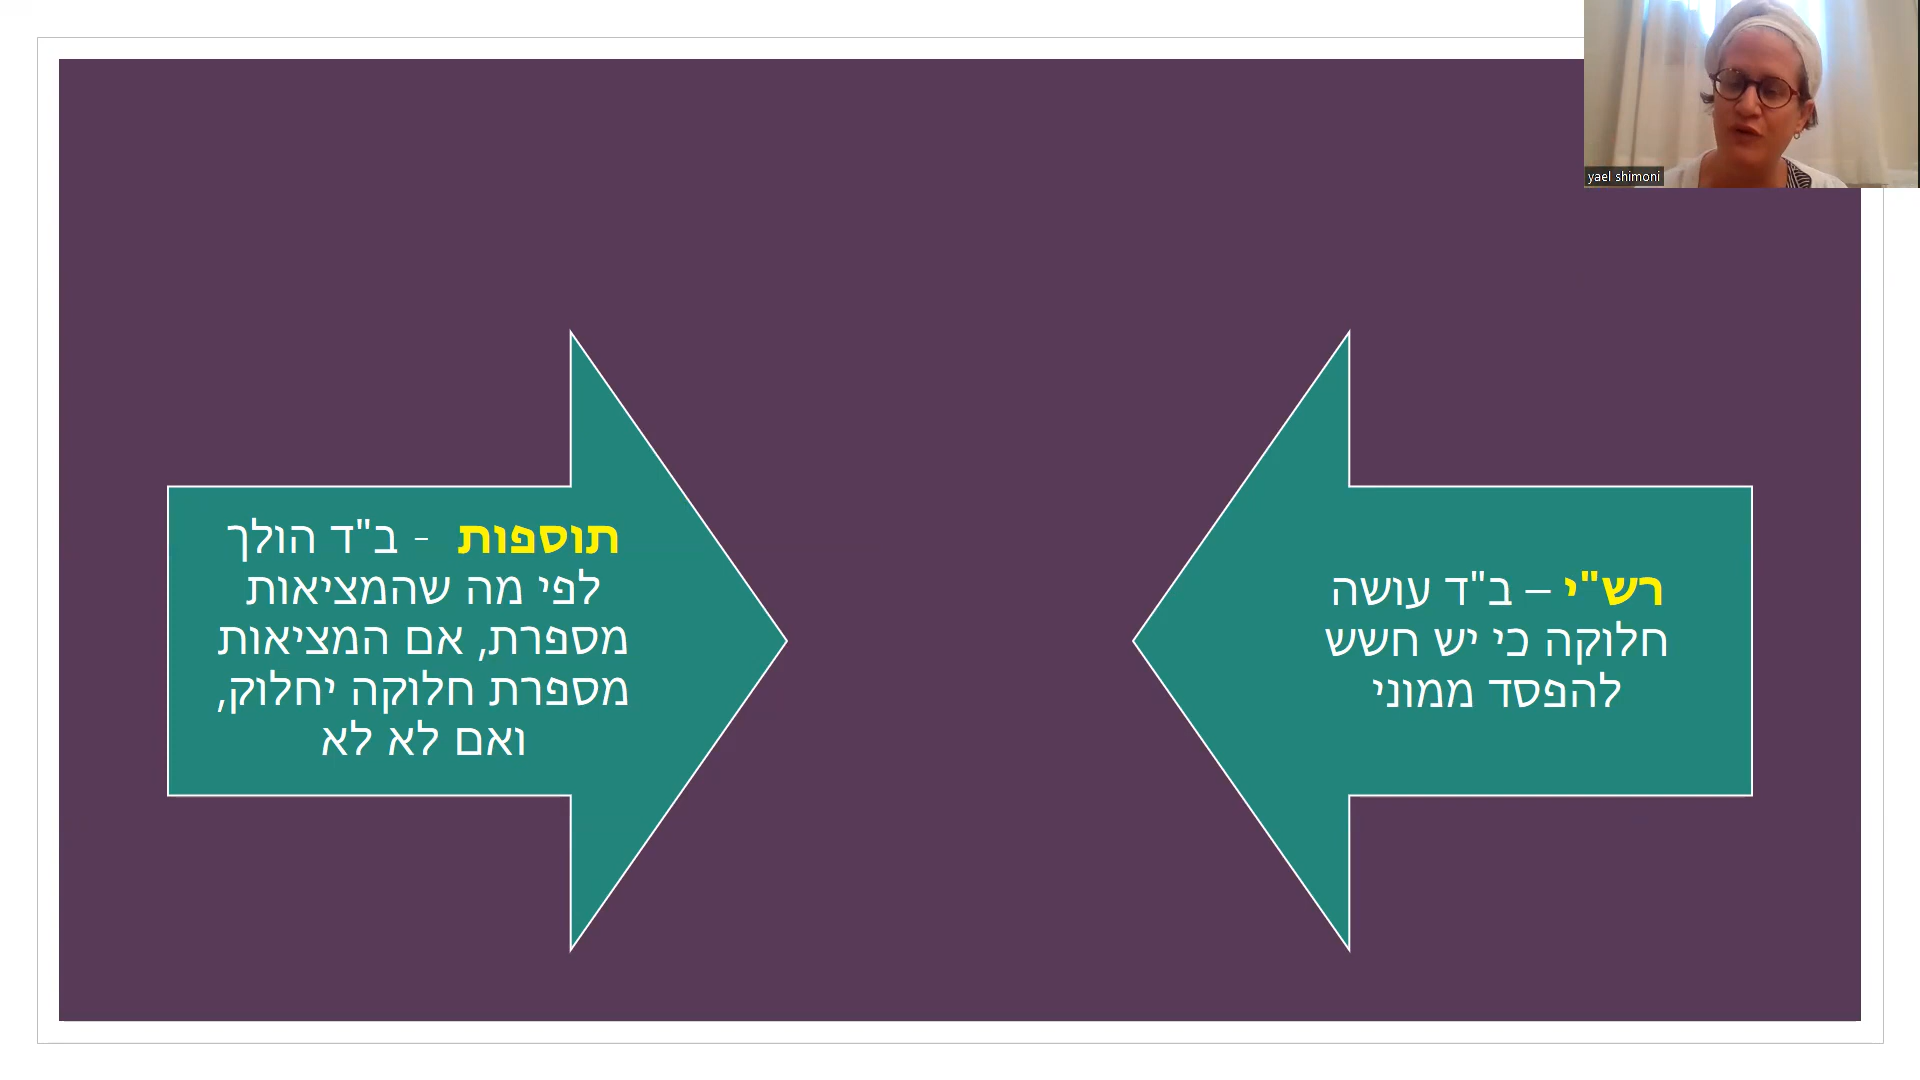 yael shimoni
רש"י – ב"ד עושה
חלוקה כי יש חשש
להפסד ממוני
תוספות - ב"ד הולך
לפי מה שהמציאות
מספרת, אם המציאות
מספרת חלוקה יחלוק,
ואם לא לא